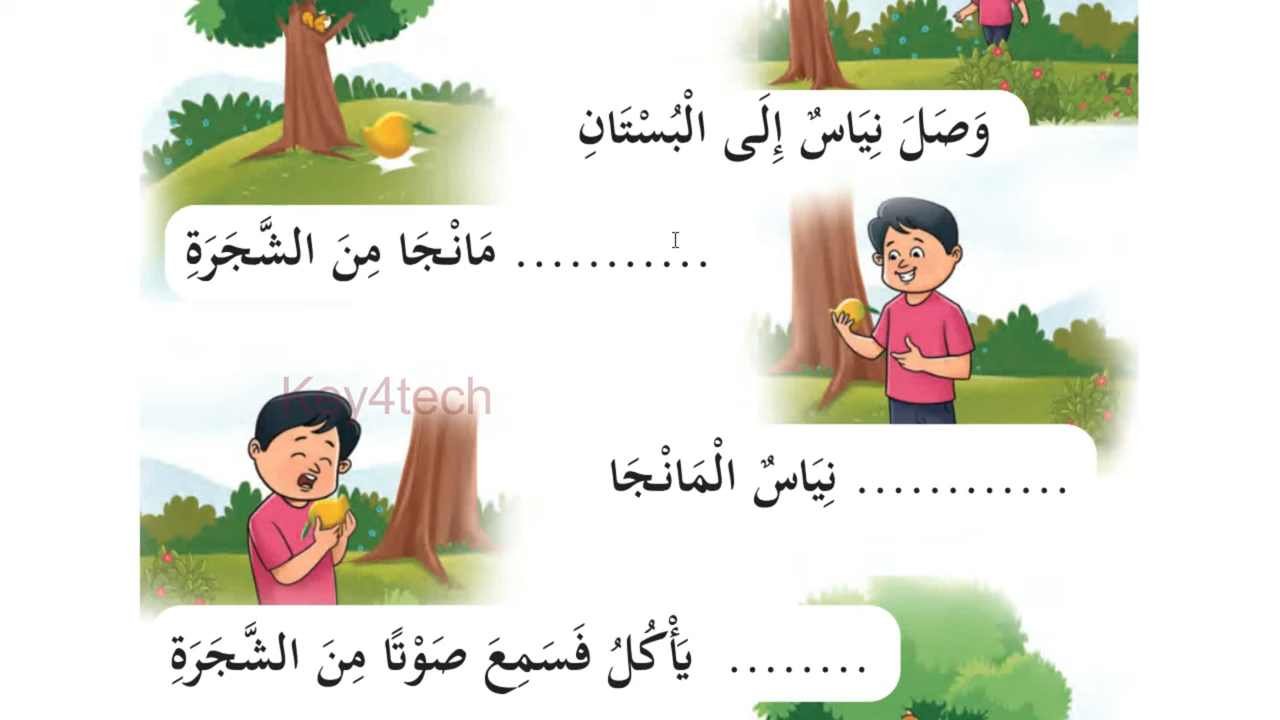 وَصَلَ نِيَاسٌ إِلَى الْبُسْتَانِ
........... مَانْجَا مِنَ الشَّجَرَةِ
Key4tech
............ نِيَاسٌ الْمَانْجَا
........ يَأْكُلُ فَسَمِعَ صَوْتًا مِنَ الشَّجَرَةِ